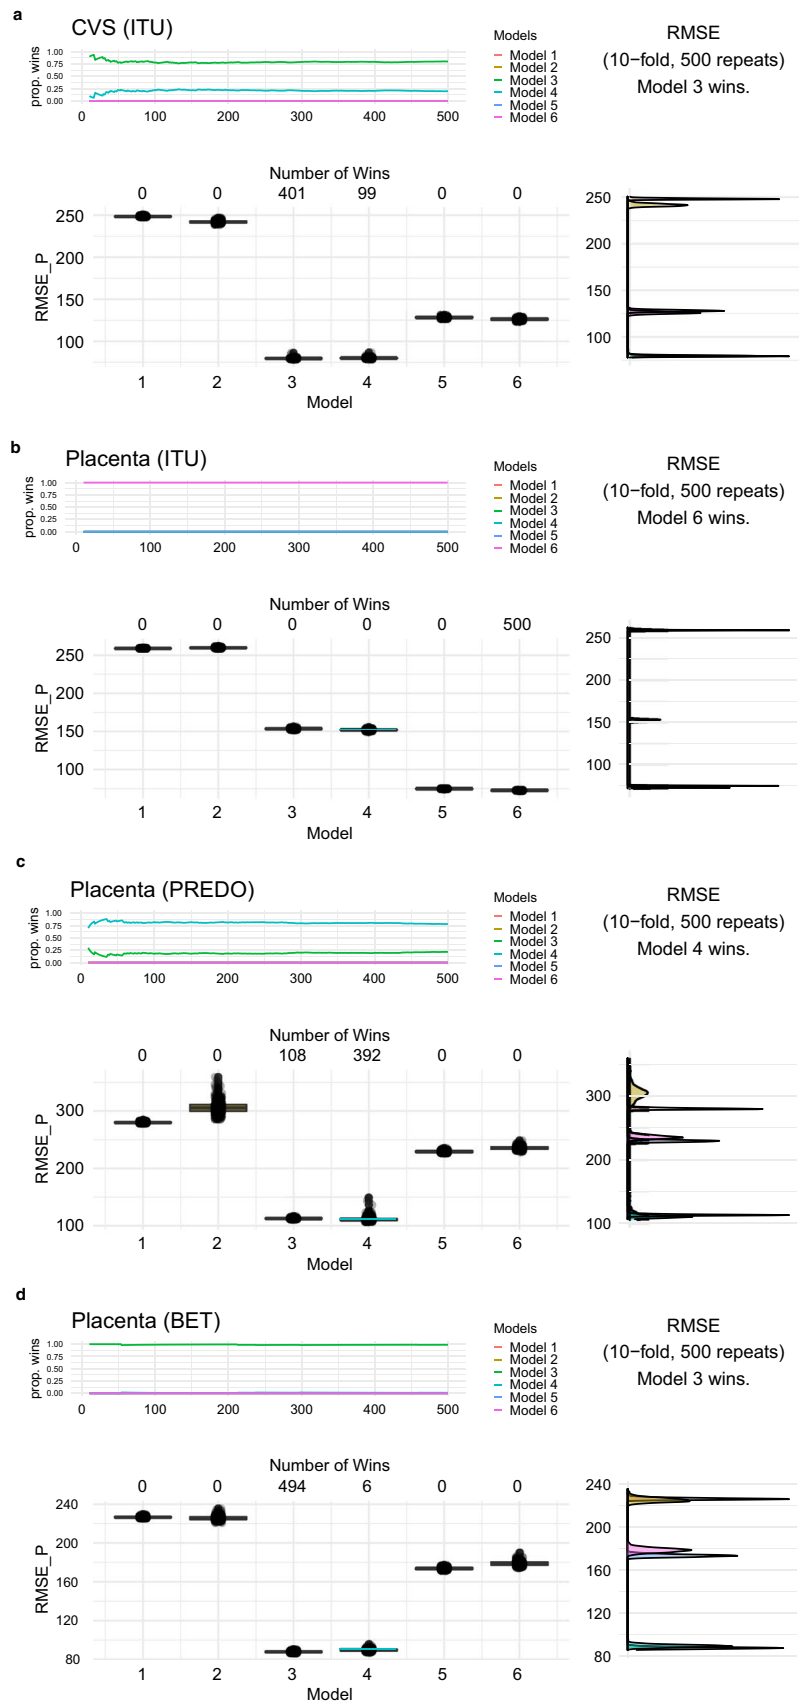 a
CVS (ITU)
prop. wins
1.00
0.75
0.50
0.25
0.00
0 100 200 300 400 500
Models
Model 1
Model 2
Model 3
Model 4
Model 5
Model 6
RMSE
(10−fold, 500 repeats)
Model 3 wins.
Number of Wins
0 0 401 99 0 0
RMSE_P
250
200
150
100
1 2 3 4 5 6
Model
250
200
150
100
b
Placenta (ITU)
prop. wins
1.00
0.75
0.50
0.25
0.00
0 100 200 300 400 500
Models
Model 1
Model 2
Model 3
Model 4
Model 5
Model 6
RMSE
(10−fold, 500 repeats)
Model 6 wins.
Number of Wins
0 0 0 0 0 500
RMSE_P
250
200
150
100
1 2 3 4 5 6
Model
250
200
150
100
c
Placenta (PREDO)
prop. wins
1.00
0.75
0.50
0.25
0.00
0 100 200 300 400 500
Models
Model 1
Model 2
Model 3
Model 4
Model 5
Model 6
RMSE
(10−fold, 500 repeats)
Model 4 wins.
Number of Wins
0 0 108 392 0 0
RMSE_P
300
200
100
1 2 3 4 5 6
Model
300
200
100
d
Placenta (BET)
prop. wins
1.00
0.75
0.50
0.25
0.00
0 100 200 300 400 500
Models
Model 1
Model 2
Model 3
Model 4
Model 5
Model 6
RMSE
(10−fold, 500 repeats)
Model 3 wins.
Number of Wins
0 0 494 6 0 0
RMSE_P
240
200
160
120
80
1 2 3 4 5 6
Model
240
200
160
120
80